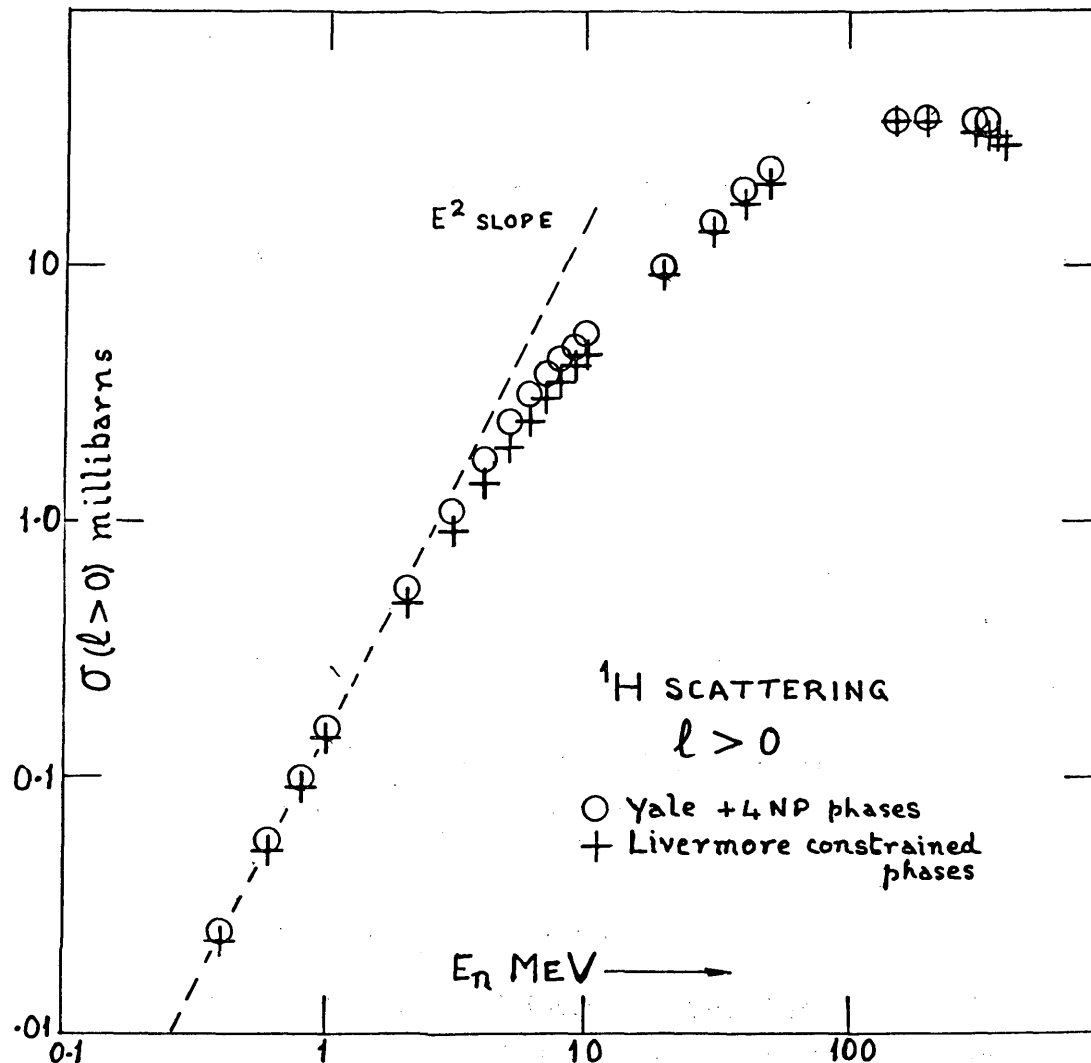 E² SLOPE
10
1·0
0·1
·01
σ(ℓ>0) millibarns
¹H SCATTERING
ℓ > 0
○ Yale +4 NP phases
+ Livermore constrained
phases
Eₙ MEV ⟶
0·1 1 10 100